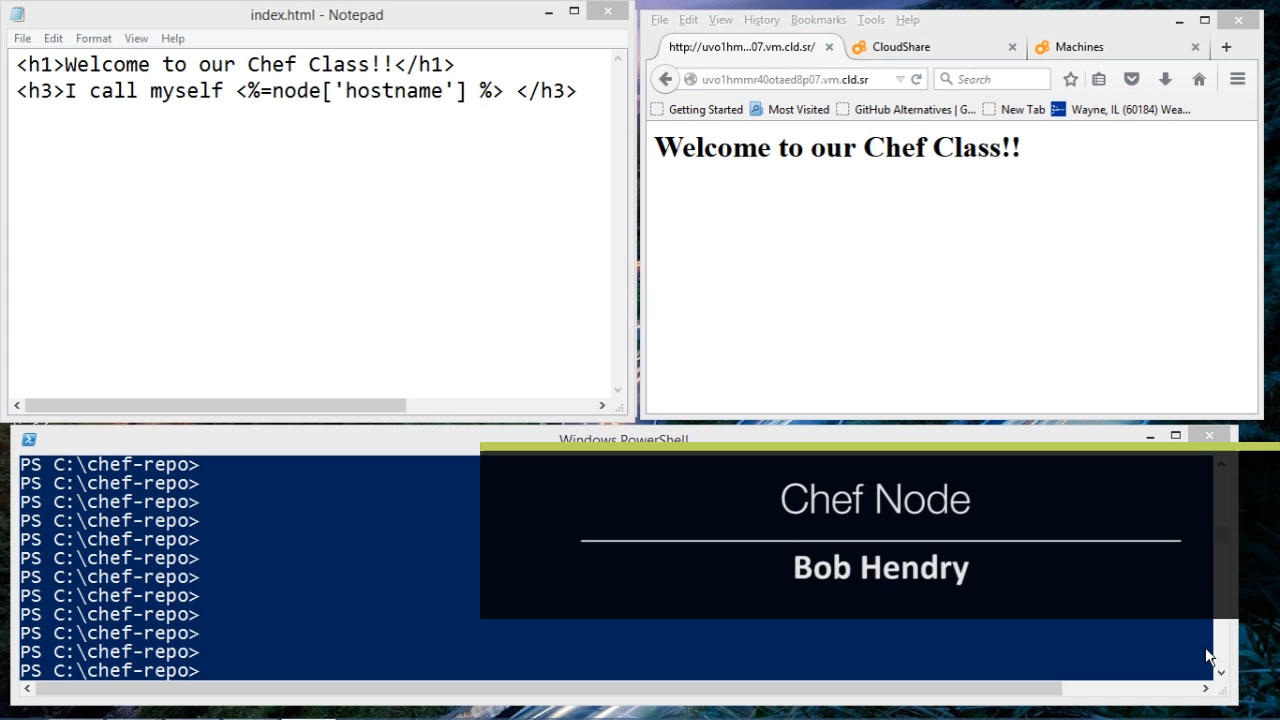 index.html - Notepad
File Edit Format View Help
<h1>Welcome to our Chef Class!!</h1>
<h3>I call myself <%=node['hostname'] %> </h3>
File Edit View History Bookmarks Tools Help
http://uvo1hm...07.vm.cld.sr/ CloudShare Machines
uvo1hmmr40otaed8p07.vm.cld.sr Search
Getting Started Most Visited GitHub Alternatives | G... New Tab Wayne, IL (60184) Wea...
Welcome to our Chef Class!!
Windows PowerShell
PS C:\chef-repo>
PS C:\chef-repo>
PS C:\chef-repo>
PS C:\chef-repo>
PS C:\chef-repo>
PS C:\chef-repo>
PS C:\chef-repo>
PS C:\chef-repo>
PS C:\chef-repo>
PS C:\chef-repo>
PS C:\chef-repo>
PS C:\chef-repo>
Chef Node
Bob Hendry